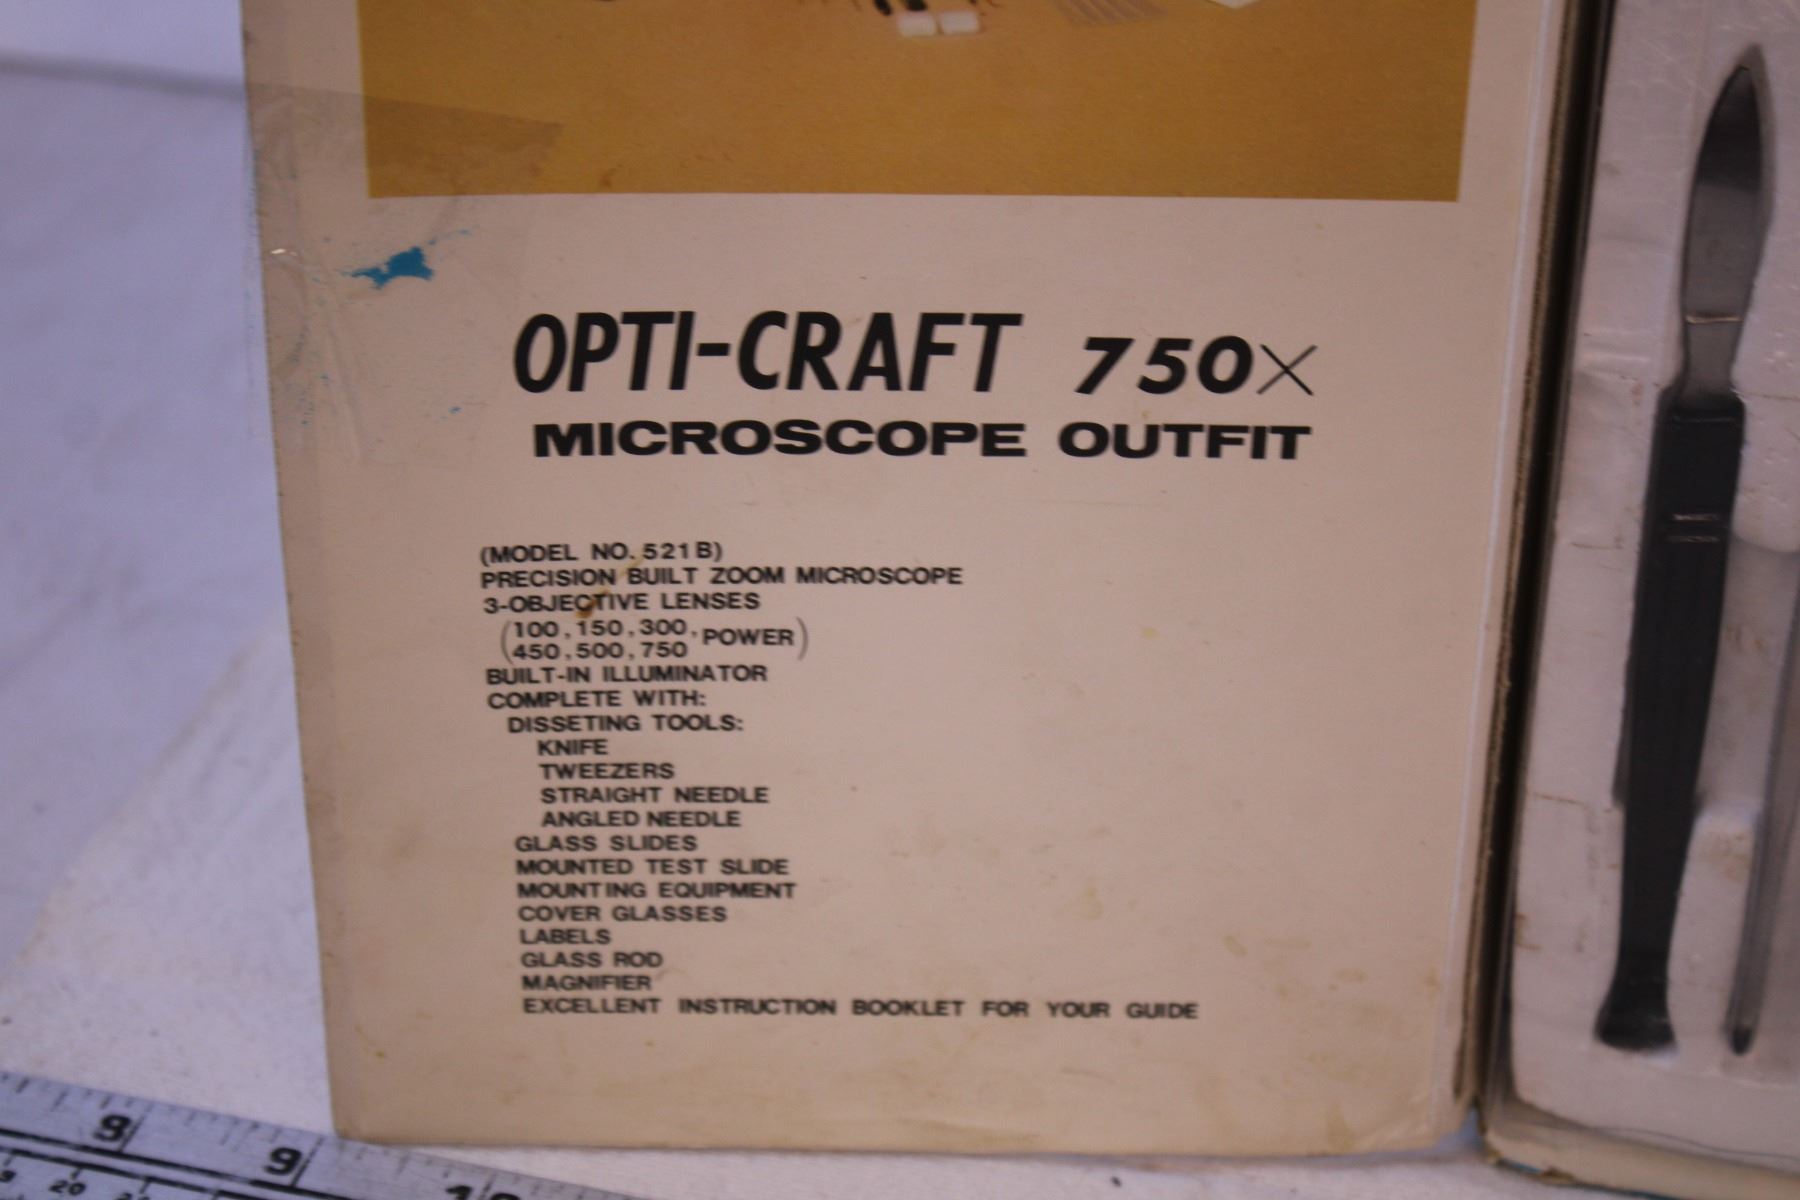 OPTI-CRAFT 750X
MICROSCOPE OUTFIT
(MODEL NO. 521B)
PRECISION BUILT ZOOM MICROSCOPE
3-OBJECTIVE LENSES
(100, 150, 300,
450, 500, 750 POWER)
BUILT-IN ILLUMINATOR
COMPLETE WITH:
DISSETING TOOLS:
KNIFE
TWEEZERS
STRAIGHT NEEDLE
ANGLED NEEDLE
GLASS SLIDES
MOUNTED TEST SLIDE
MOUNTING EQUIPMENT
COVER GLASSES
LABELS
GLASS ROD
MAGNIFIER
EXCELLENT INSTRUCTION BOOKLET FOR YOUR GUIDE
8 9
20